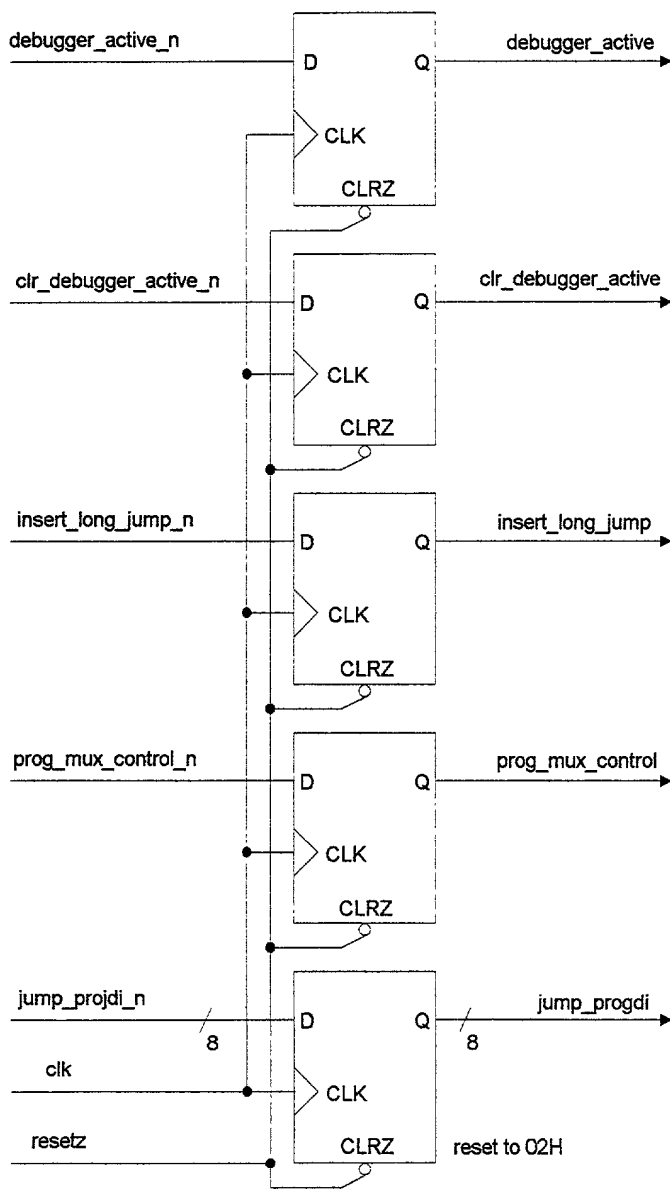 debugger_active_n
debugger_active
D
Q
CLK
CLRZ
clr_debugger_active_n
clr_debugger_active
D
Q
CLK
CLRZ
insert_long_jump_n
insert_long_jump
D
Q
CLK
CLRZ
prog_mux_control_n
prog_mux_control
D
Q
CLK
CLRZ
jump_projdi_n
jump_progdi
8
D
Q
8
clk
CLK
resetz
CLRZ
reset to 02H